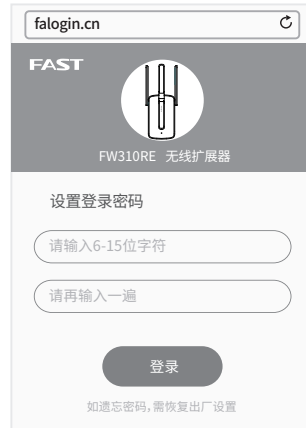 falogin.cn
FAST
FW310RE 无线扩展器
设置登录密码
请输入6-15位字符
请再输入一遍
登录
如遗忘密码,需恢复出厂设置